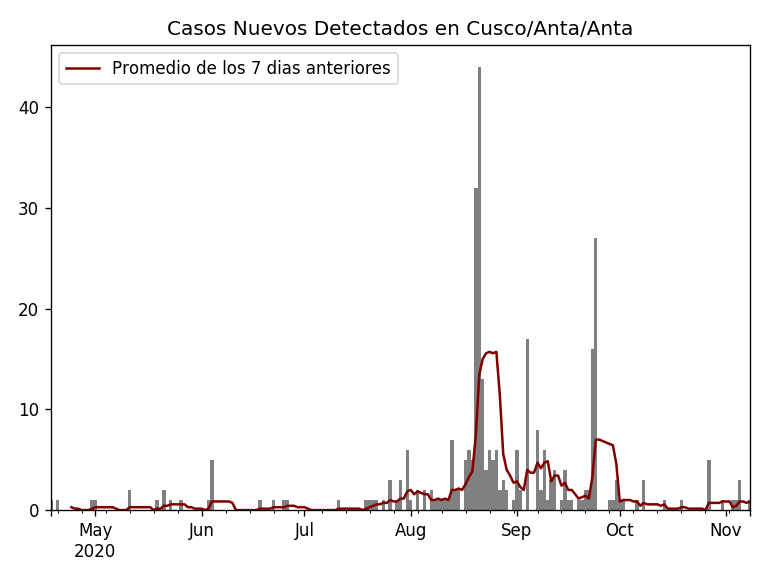 Casos Nuevos Detectados en Cusco/Anta/Anta
Promedio de los 7 dias anteriores
40
30
20
10
0
May Jun Jul Aug Sep Oct Nov
2020